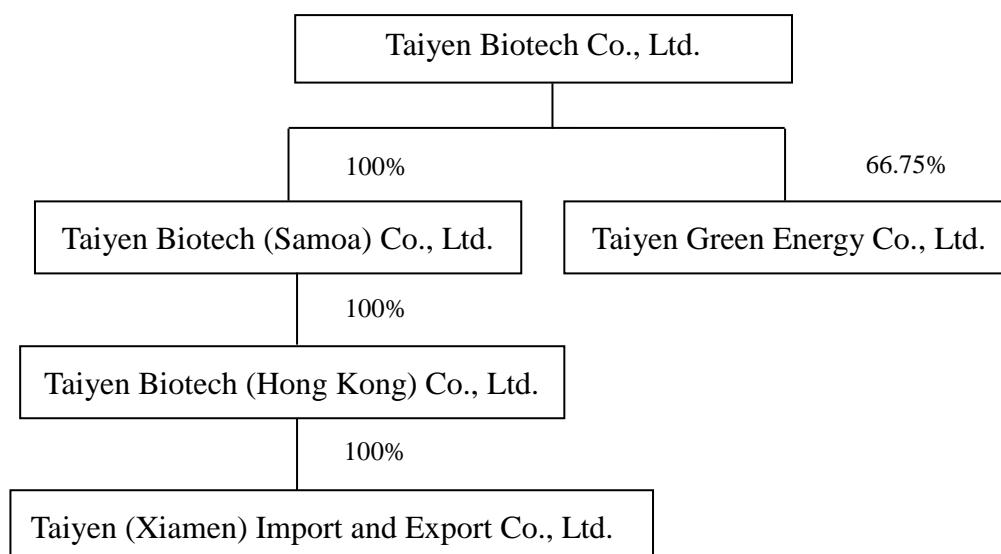 Taiyen Biotech Co., Ltd.
100%
66.75%
Taiyen Biotech (Samoa) Co., Ltd.
Taiyen Green Energy Co., Ltd.
100%
Taiyen Biotech (Hong Kong) Co., Ltd.
100%
Taiyen (Xiamen) Import and Export Co., Ltd.